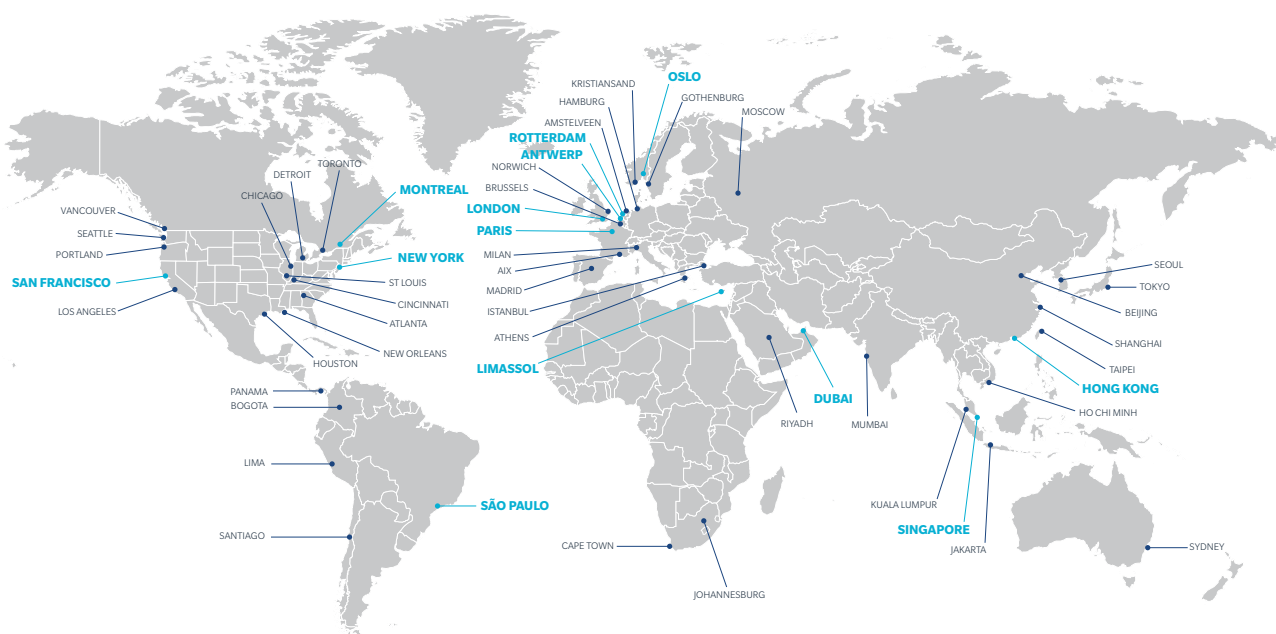 OSLO
KRISTIANSAND
GOTHENBURG
HAMBURG
MOSCOW
AMSTELVEEN
ROTTERDAM
ANTWERP
NORWICH
BRUSSELS
LONDON
PARIS
MILAN
AIX
MADRID
ISTANBUL
ATHENS
LIMASSOL
TORONTO
DETROIT
CHICAGO
MONTREAL
VANCOUVER
SEATTLE
PORTLAND
SAN FRANCISCO
LOS ANGELES
NEW YORK
ST LOUIS
CINCINNATI
ATLANTA
NEW ORLEANS
HOUSTON
PANAMA
BOGOTA
LIMA
SÃO PAULO
SANTIAGO
CAPE TOWN
JOHANNESBURG
DUBAI
RIYADH
MUMBAI
SEOUL
TOKYO
BEIJING
SHANGHAI
TAIPEI
HONG KONG
HO CHI MINH
KUALA LUMPUR
SINGAPORE
JAKARTA
SYDNEY